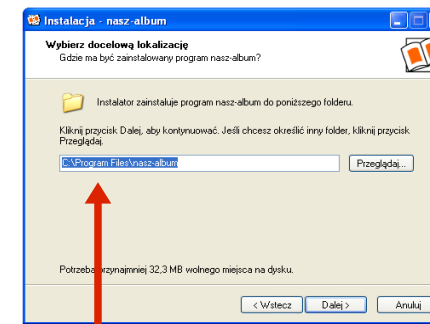 Instalacja - nasz-album
Wybierz docelową lokalizację
Gdzie ma być zainstalowany program nasz-album?
Instalator zainstaluje program nasz-album do poniższego folderu.
Kliknij przycisk Dalej, aby kontynuować. Jeśli chcesz określić inny folder, kliknij przycisk
Przeglądaj.
C:\Program Files\nasz-album
Przeglądaj...
Potrzeba przynajmniej 32,3 MB wolnego miejsca na dysku.
< Wstecz Dalej > Anuluj